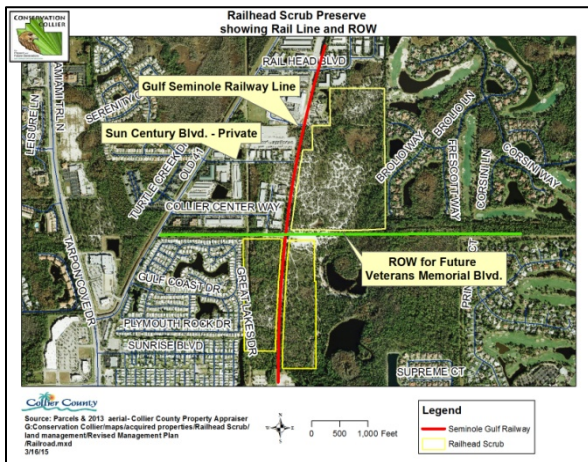 CONSERVATION
COLLIER
Railhead Scrub Preserve
showing Rail Line and ROW
RAIL HEAD BLVD
Gulf Seminole Railway Line
Sun Century Blvd. - Private
LEISURE LN
TAMIAMI TRL N
OLD 41
BROLIO WAY
BROLIO LN
FRESCOTT WAY
CORSINI LN
CORSINI WAY
COLLIER CENTER WAY
ROW for Future
Veterans Memorial Blvd.
TARPON COVE DR
GULF COAST DR
GREAT LAKES DR
PLYMOUTH ROCK DR
SUNRISE BLVD
SUPREME CT
Collier County
Source: Parcels & 2013 aerial- Collier County Property Appraiser
G:Conservation Collier/maps/acquired properties/Railhead Scrub/
land management/Revised Management Plan
/Railroad.mxd
3/16/15
N
0 500 1,000 Feet
Legend
Seminole Gulf Railway
Railhead Scrub